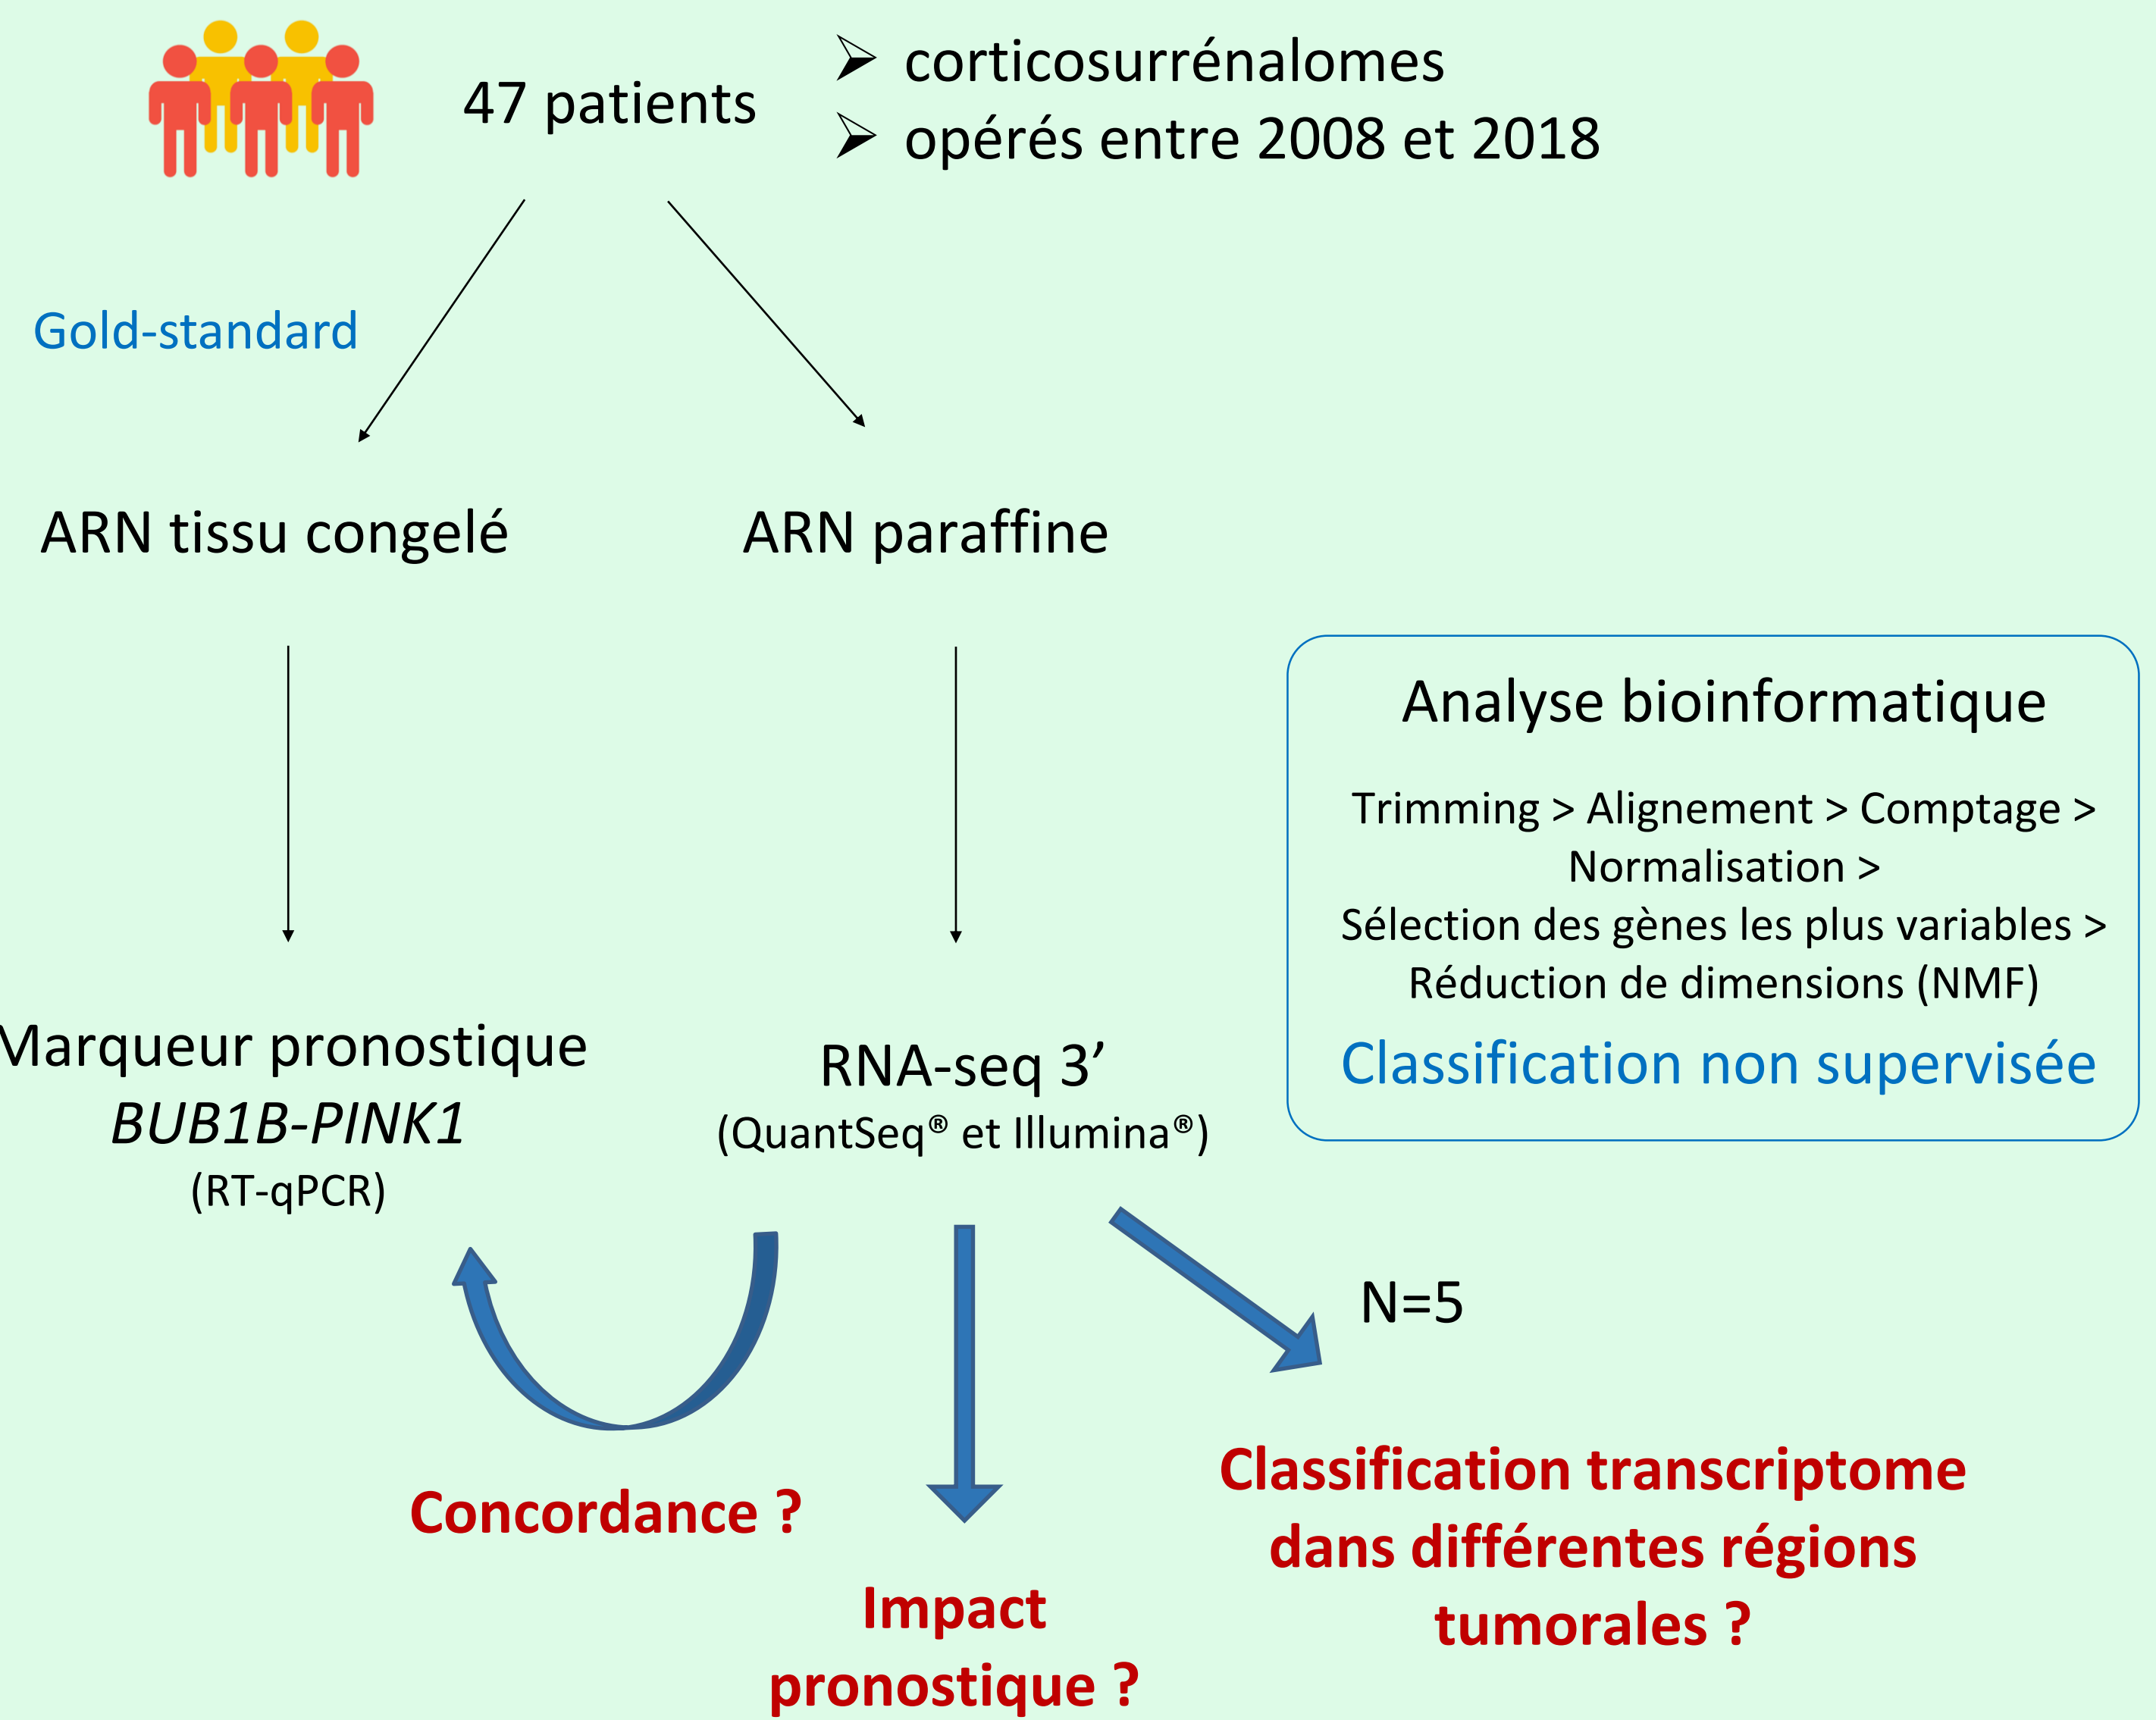 47 patients
➢ corticosurrénalomes
➢ opérés entre 2008 et 2018
Gold-standard
ARN tissu congelé
ARN paraffine
Marqueur pronostique
BUB1B-PINK1
(RT-qPCR)
RNA-seq 3’
(QuantSeq® et Illumina®)
Analyse bioinformatique
Trimming > Alignement > Comptage >
Normalisation >
Sélection des gènes les plus variables >
Réduction de dimensions (NMF)
Classification non supervisée
N=5
Concordance ?
Impact
pronostique ?
Classification transcriptome
dans différentes régions
tumorales ?